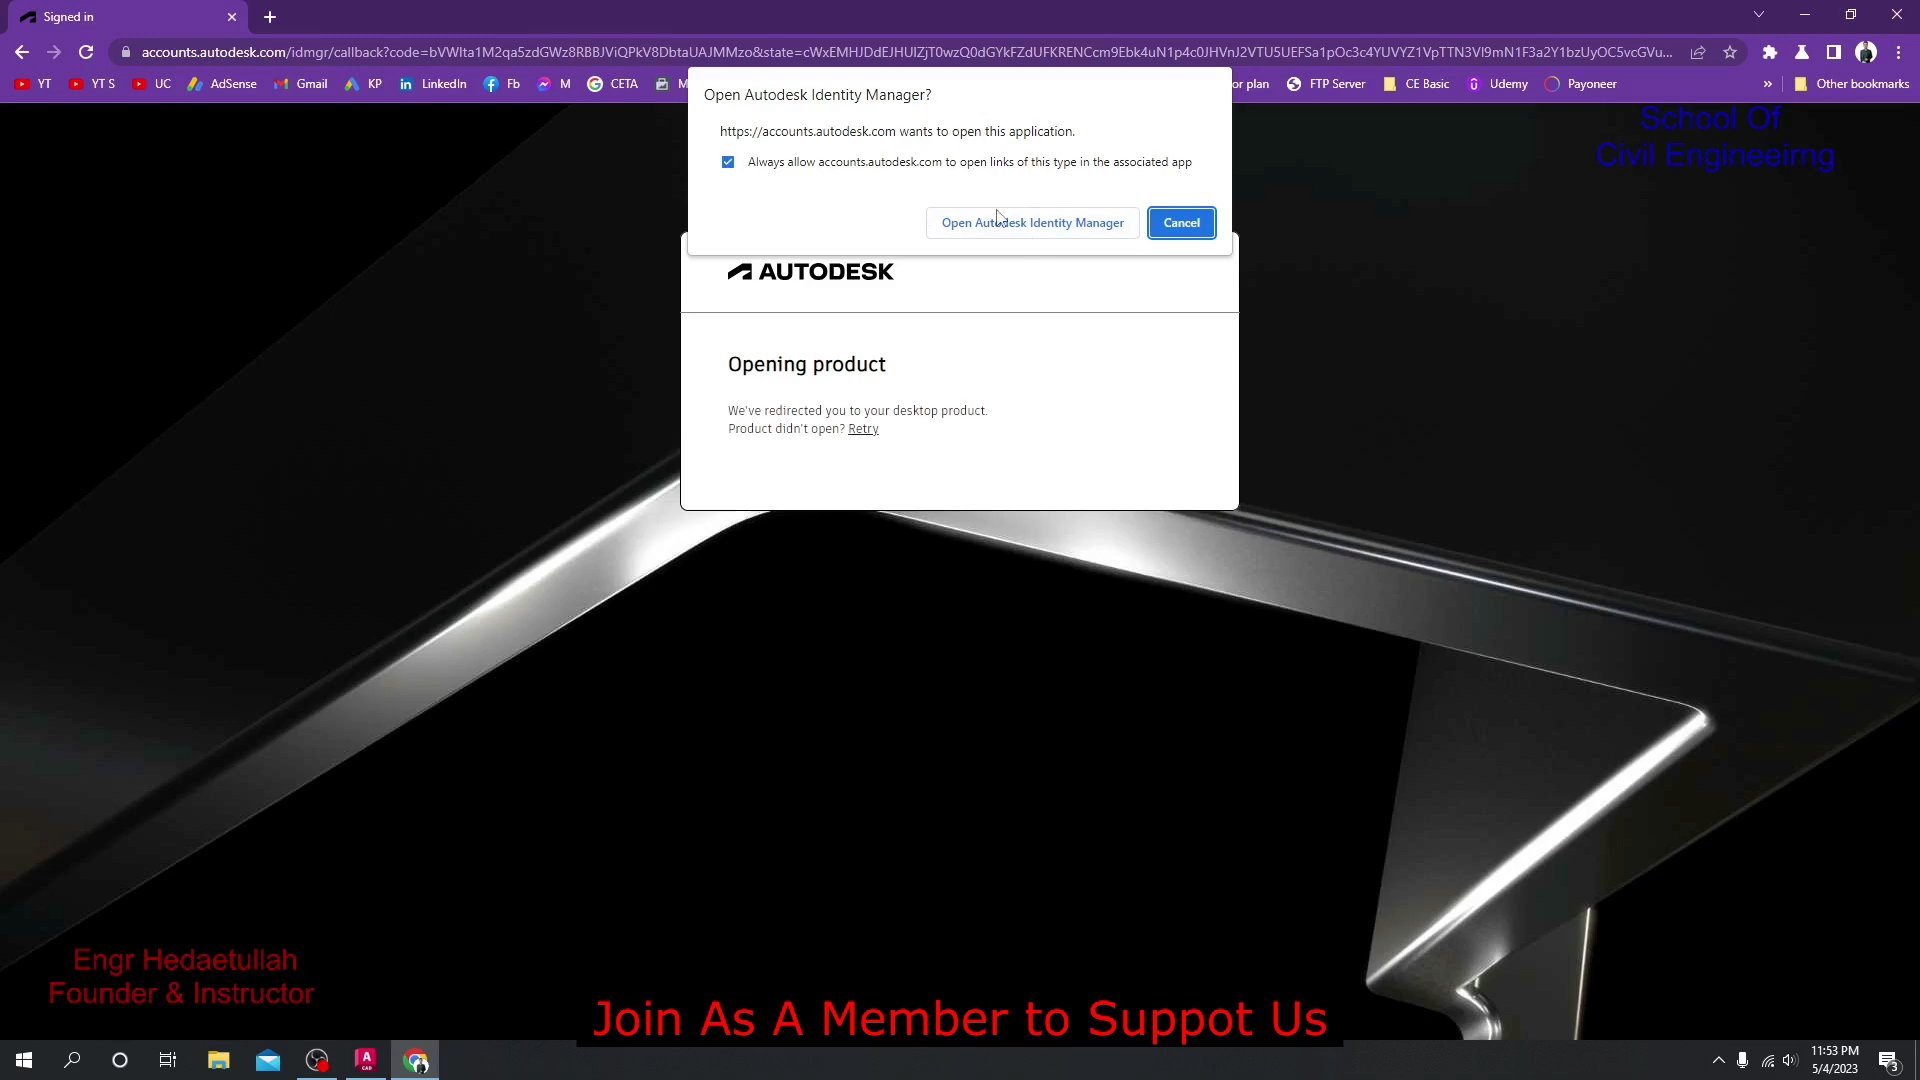 Signed in
accounts.autodesk.com/idmgr/callback?code=bVWIta1M2qa5zdGWz8RBBJViQPkV8DbtaUAJMMzo&state=cWxEMHJDdEJHUlZjT0wzQ0dGYkFZdUFKRENCcm9Ebk4uN1p4c0JHVnJ2VTU5UEFSa1pOc3c4YUVYZ1VpTTN3Vl9mN1F3a2Y1bzUyOC5vcGVu...
YT
YT S
UC
AdSense
Gmail
KP
LinkedIn
Fb
M
CETA
M
or plan
FTP Server
CE Basic
Udemy
Payoneer
»
Other bookmarks
Open Autodesk Identity Manager?
https://accounts.autodesk.com wants to open this application.
Always allow accounts.autodesk.com to open links of this type in the associated app
Open Autodesk Identity Manager
Cancel
School Of
Civil Engineeirng
AUTODESK
Opening product
We've redirected you to your desktop product.
Product didn't open? Retry
Engr Hedaetullah
Founder & Instructor
Join As A Member to Suppot Us
A
CAD
11:53 PM
5/4/2023
3